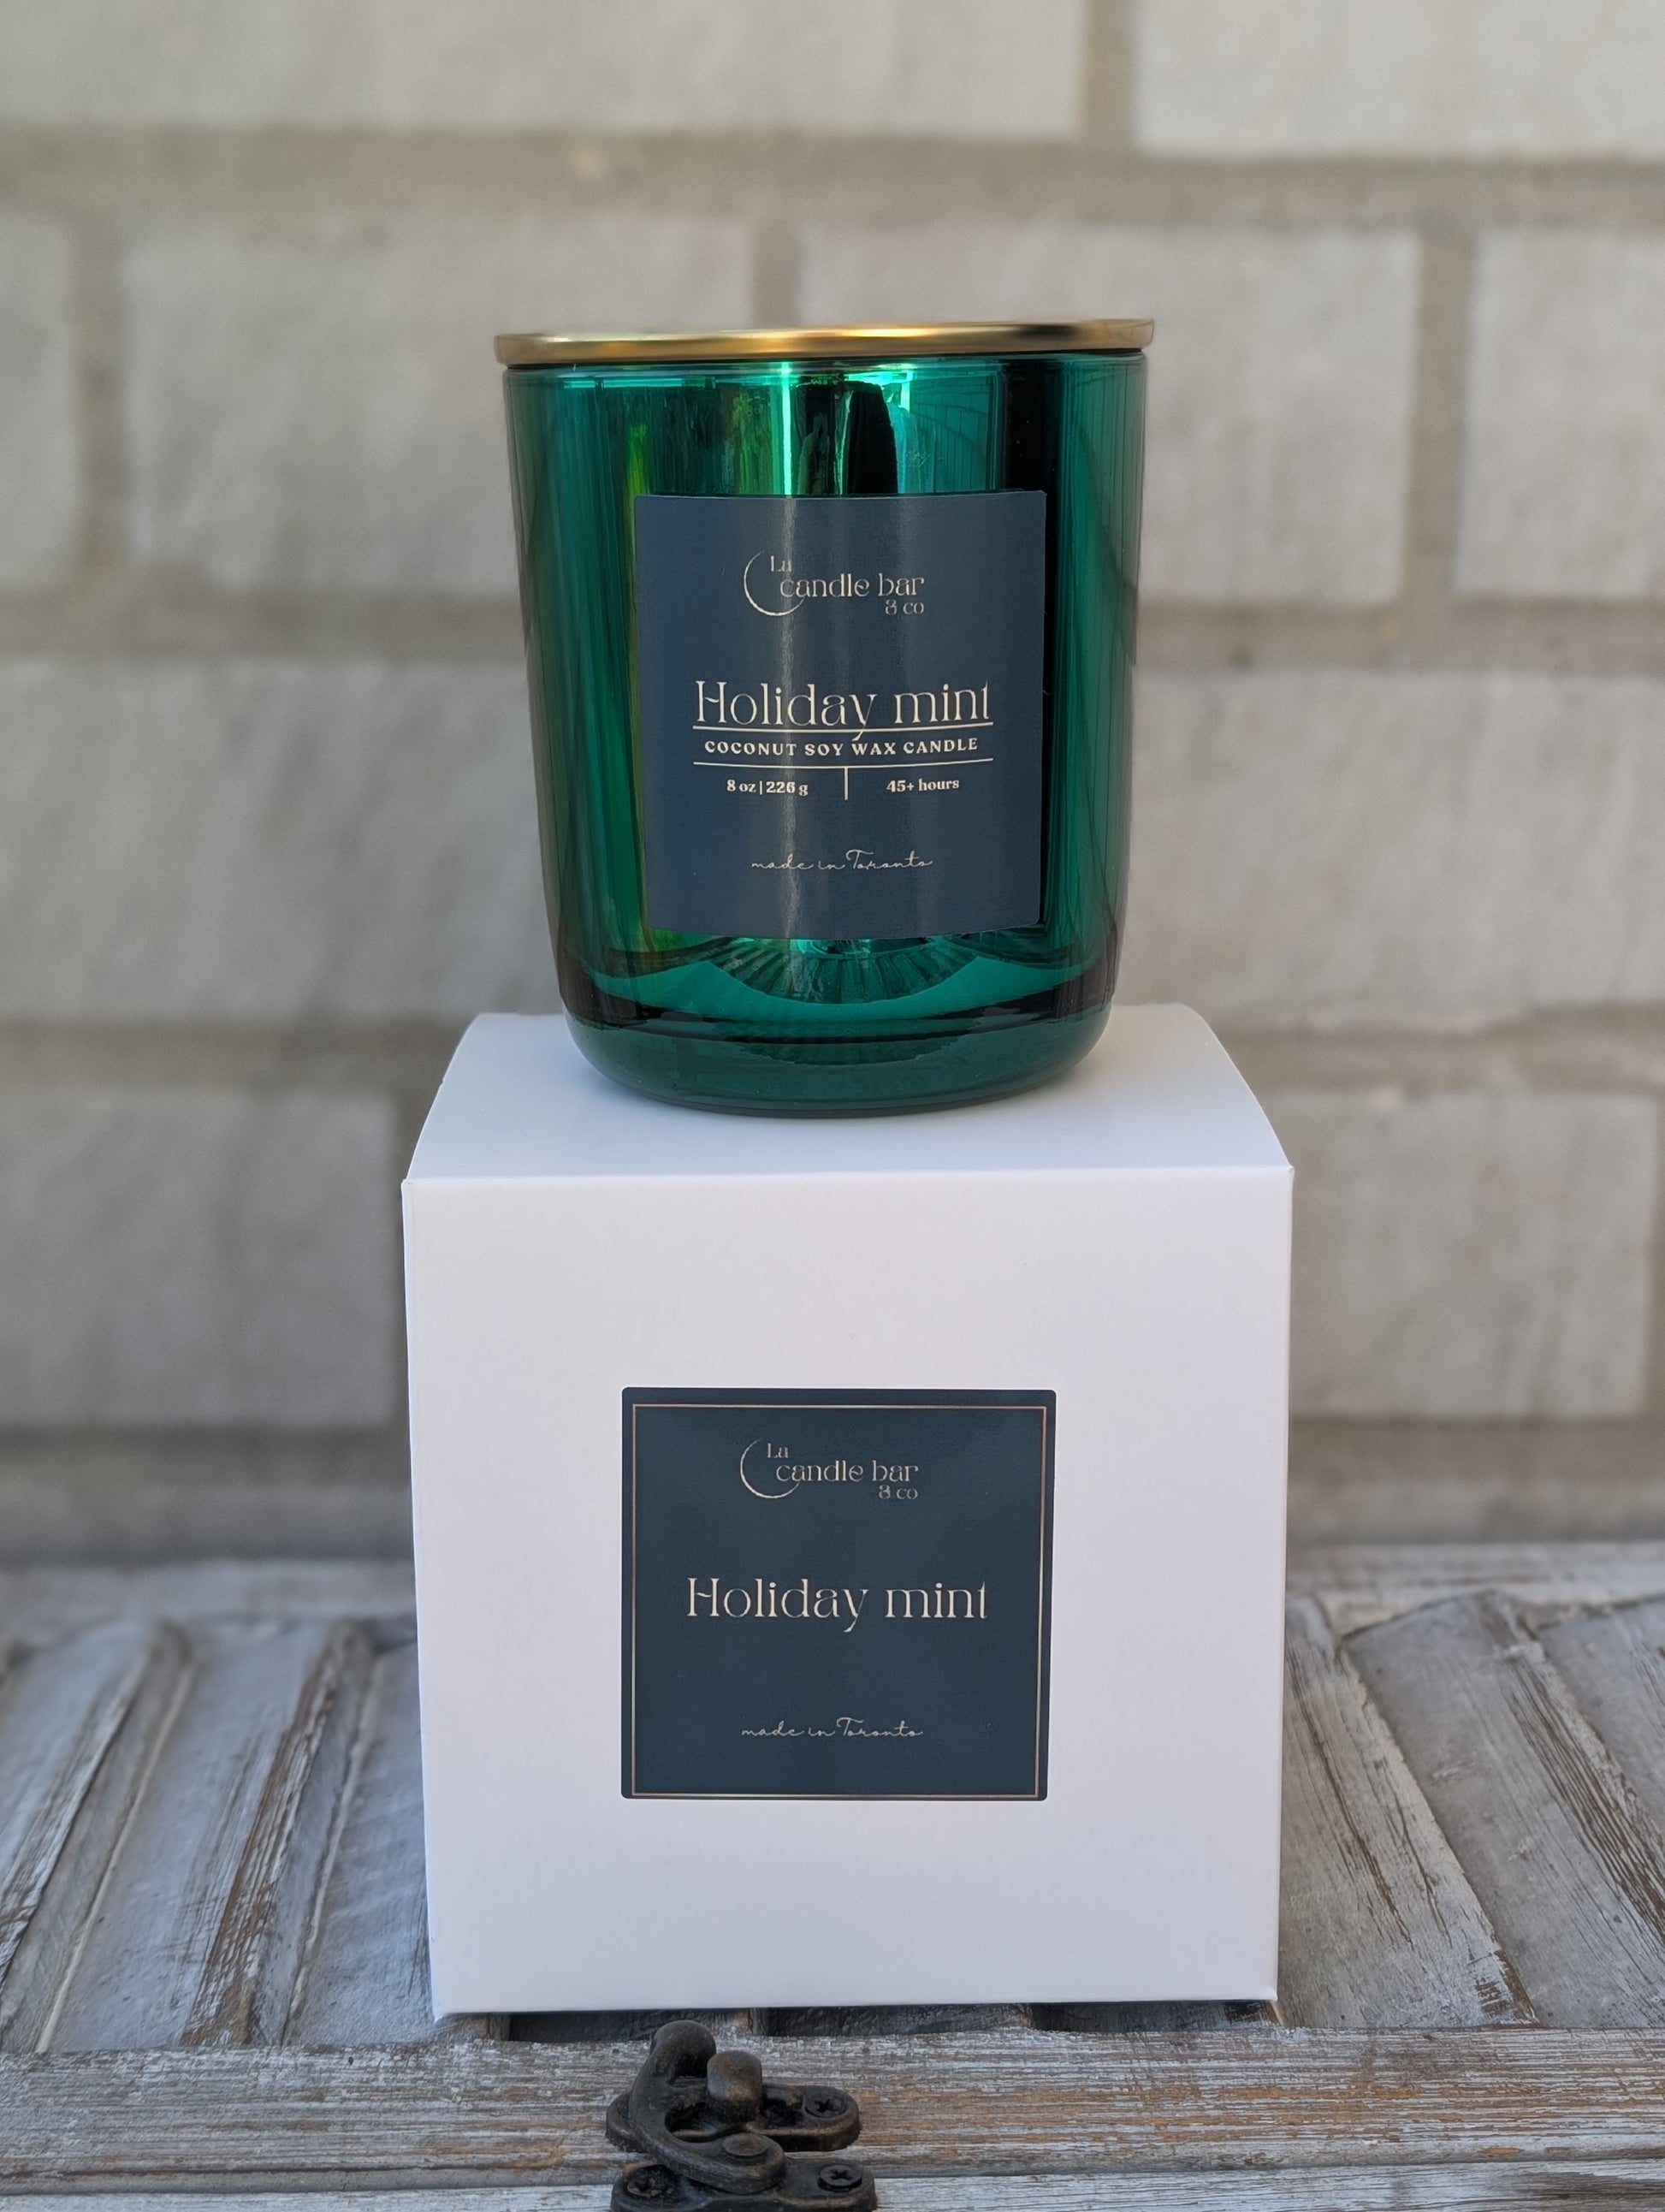 La
candle bar
& co
Holiday mint
COCONUT SOY WAX CANDLE
8 oz | 226 g 45+ hours
made in Toronto
La
candle bar
& co
Holiday mint
made in Toronto